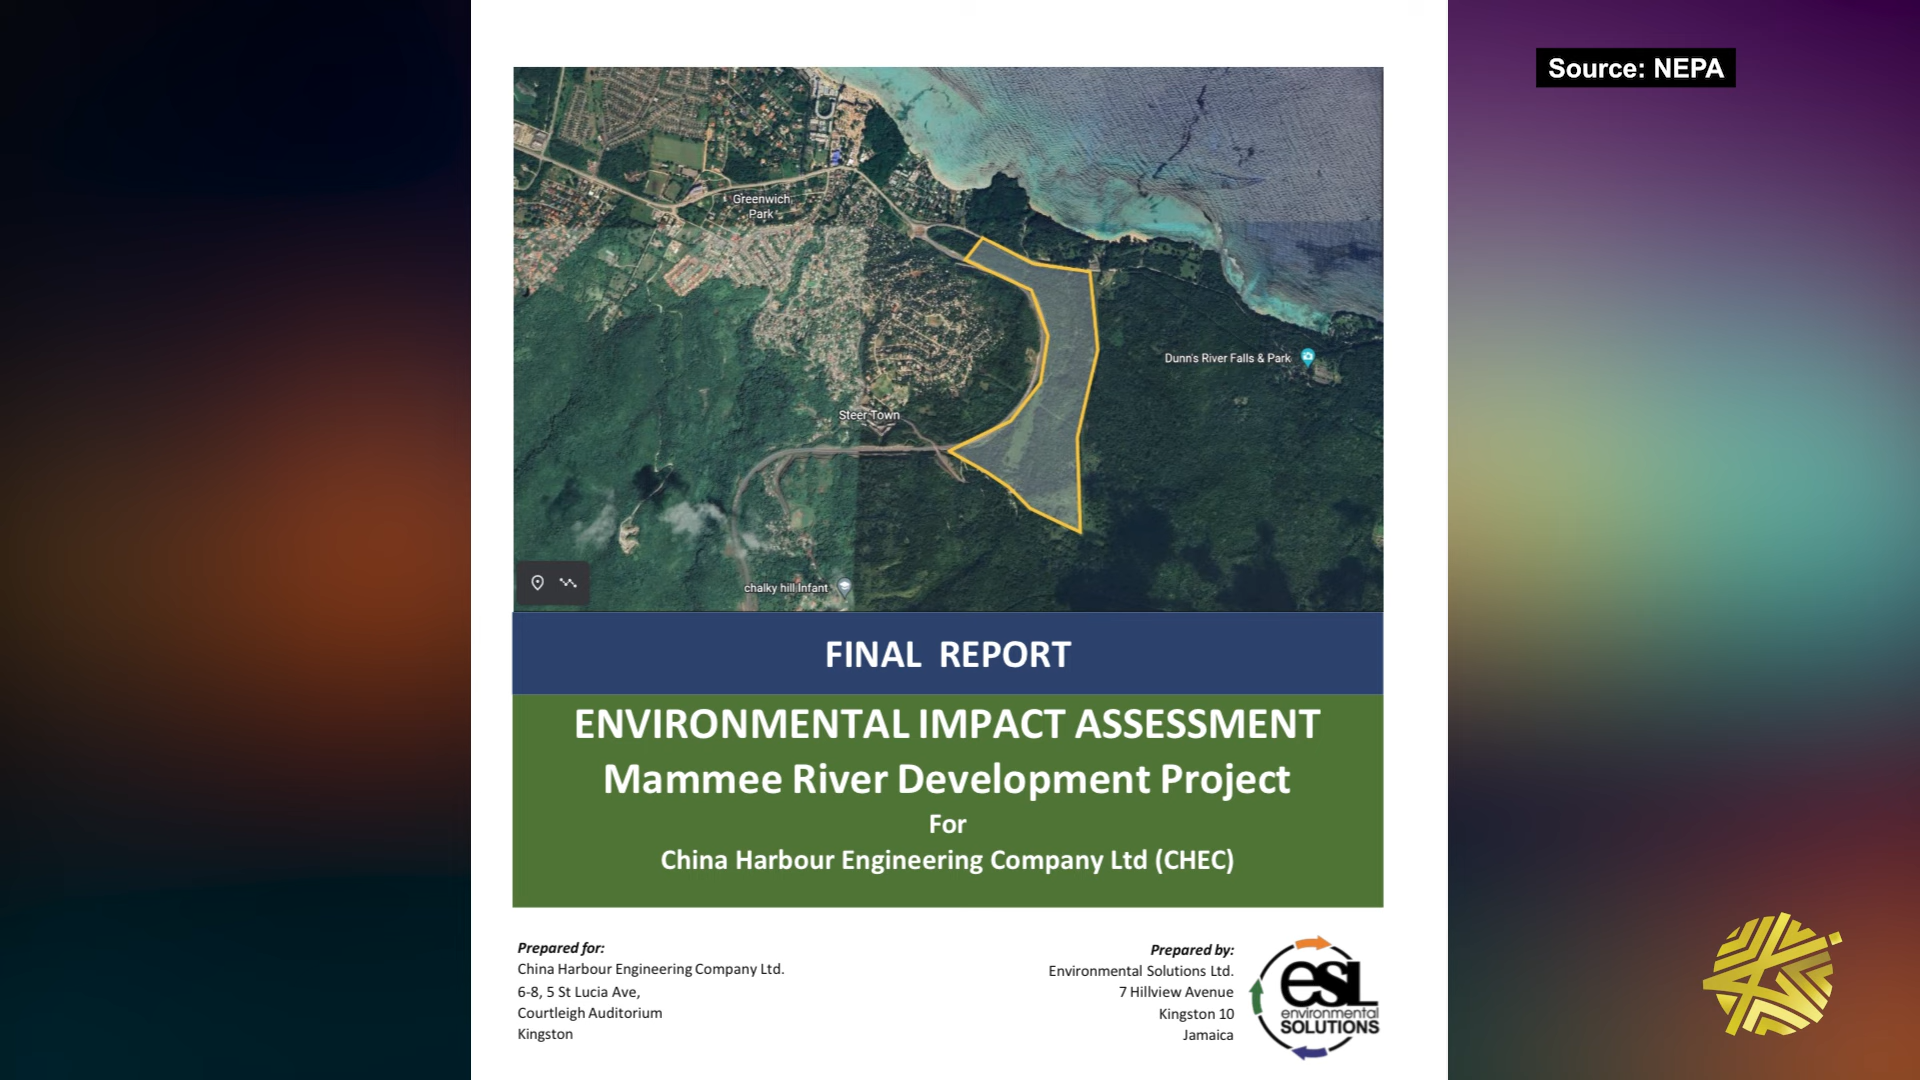 Source: NEPA
Greenwich
Park
Dunn's River Falls & Park
Steer Town
chalky hill Infant
FINAL REPORT
ENVIRONMENTAL IMPACT ASSESSMENT
Mammee River Development Project
For
China Harbour Engineering Company Ltd (CHEC)
Prepared for:
China Harbour Engineering Company Ltd.
6-8, 5 St Lucia Ave,
Courtleigh Auditorium
Kingston
Prepared by:
Environmental Solutions Ltd.
7 Hillview Avenue
Kingston 10
Jamaica
esl
environmental
SOLUTIONS